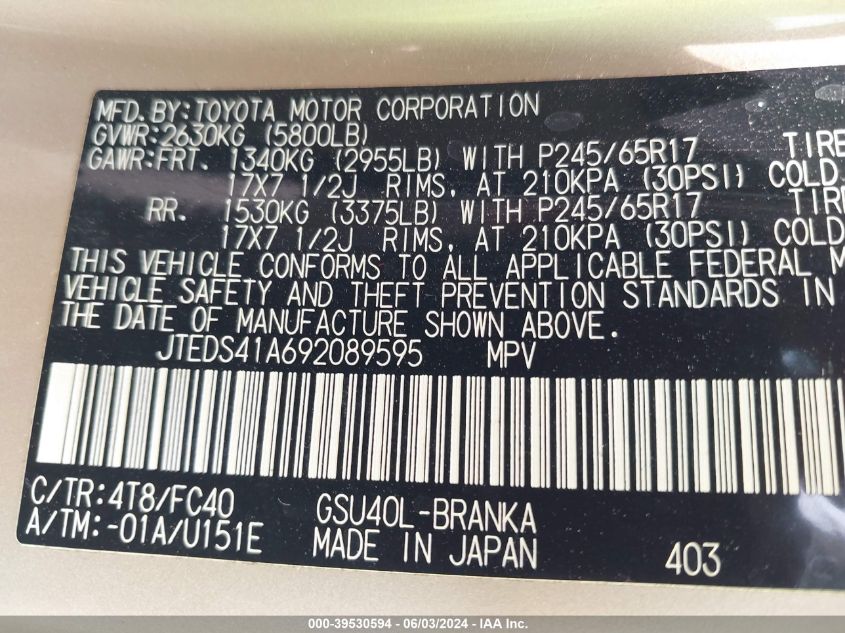 MFD. BY: TOYOTA MOTOR CORPORATION
GVWR: 2630KG (5800LB)
GAWR: FRT. 1340KG (2955LB) WITH P245/65R17 TIRE
17X7 1/2J RIMS, AT 210KPA (30PSI) COLD
RR. 1530KG (3375LB) WITH P245/65R17 TIRE
17X7 1/2J RIMS, AT 210KPA (30PSI) COLD
THIS VEHICLE CONFORMS TO ALL APPLICABLE FEDERAL M
VEHICLE SAFETY AND THEFT PREVENTION STANDARDS IN
THE DATE OF MANUFACTURE SHOWN ABOVE.
JTEDS41A692089595 MPV
C/TR: 4T8/FC40 GSU40L-BRANKA
A/TM: -01A/U151E MADE IN JAPAN 403
000-39530594 - 06/03/2024 - IAA Inc.